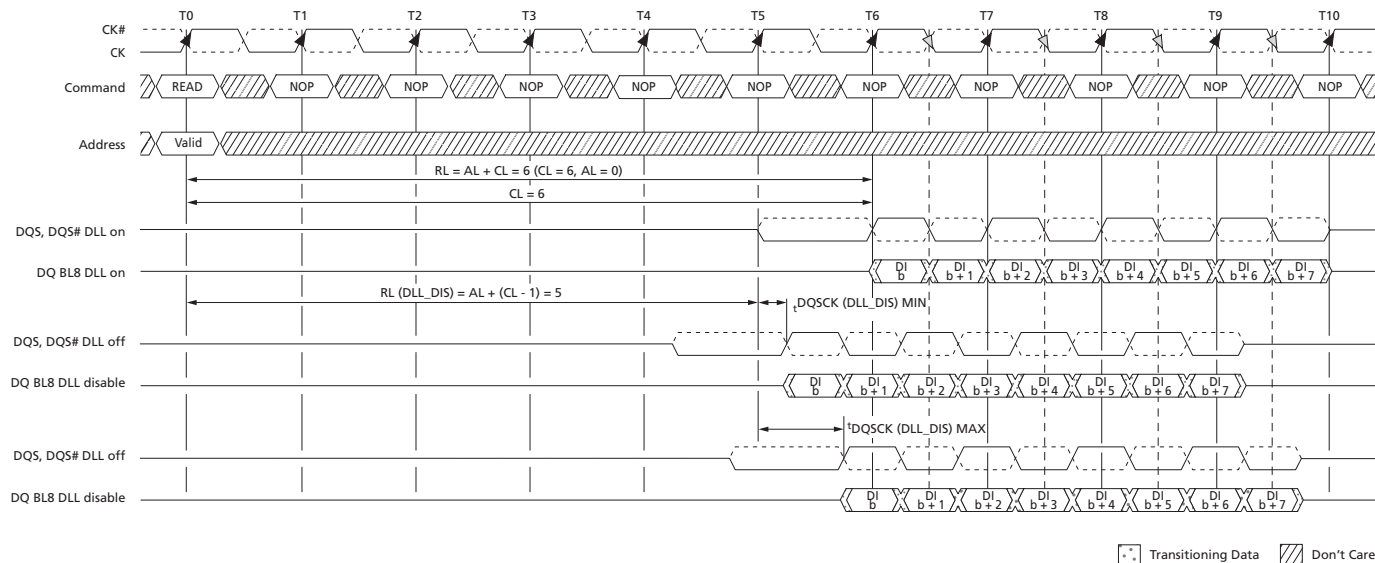 T0 T1 T2 T3 T4 T5 T6 T7 T8 T9 T10
CK#
CK
Command READ NOP NOP NOP NOP NOP NOP NOP NOP NOP NOP
Address Valid
RL = AL + CL = 6 (CL = 6, AL = 0)
CL = 6
DQS, DQS# DLL on
DQ BL8 DLL on DI b DI b + 1 DI b + 2 DI b + 3 DI b + 4 DI b + 5 DI b + 6 DI b + 7
RL (DLL_DIS) = AL + (CL - 1) = 5
tDQSCK (DLL_DIS) MIN
DQS, DQS# DLL off
DQ BL8 DLL disable DI b DI b + 1 DI b + 2 DI b + 3 DI b + 4 DI b + 5 DI b + 6 DI b + 7
tDQSCK (DLL_DIS) MAX
DQS, DQS# DLL off
DQ BL8 DLL disable DI b DI b + 1 DI b + 2 DI b + 3 DI b + 4 DI b + 5 DI b + 6 DI b + 7
Transitioning Data Don't Care